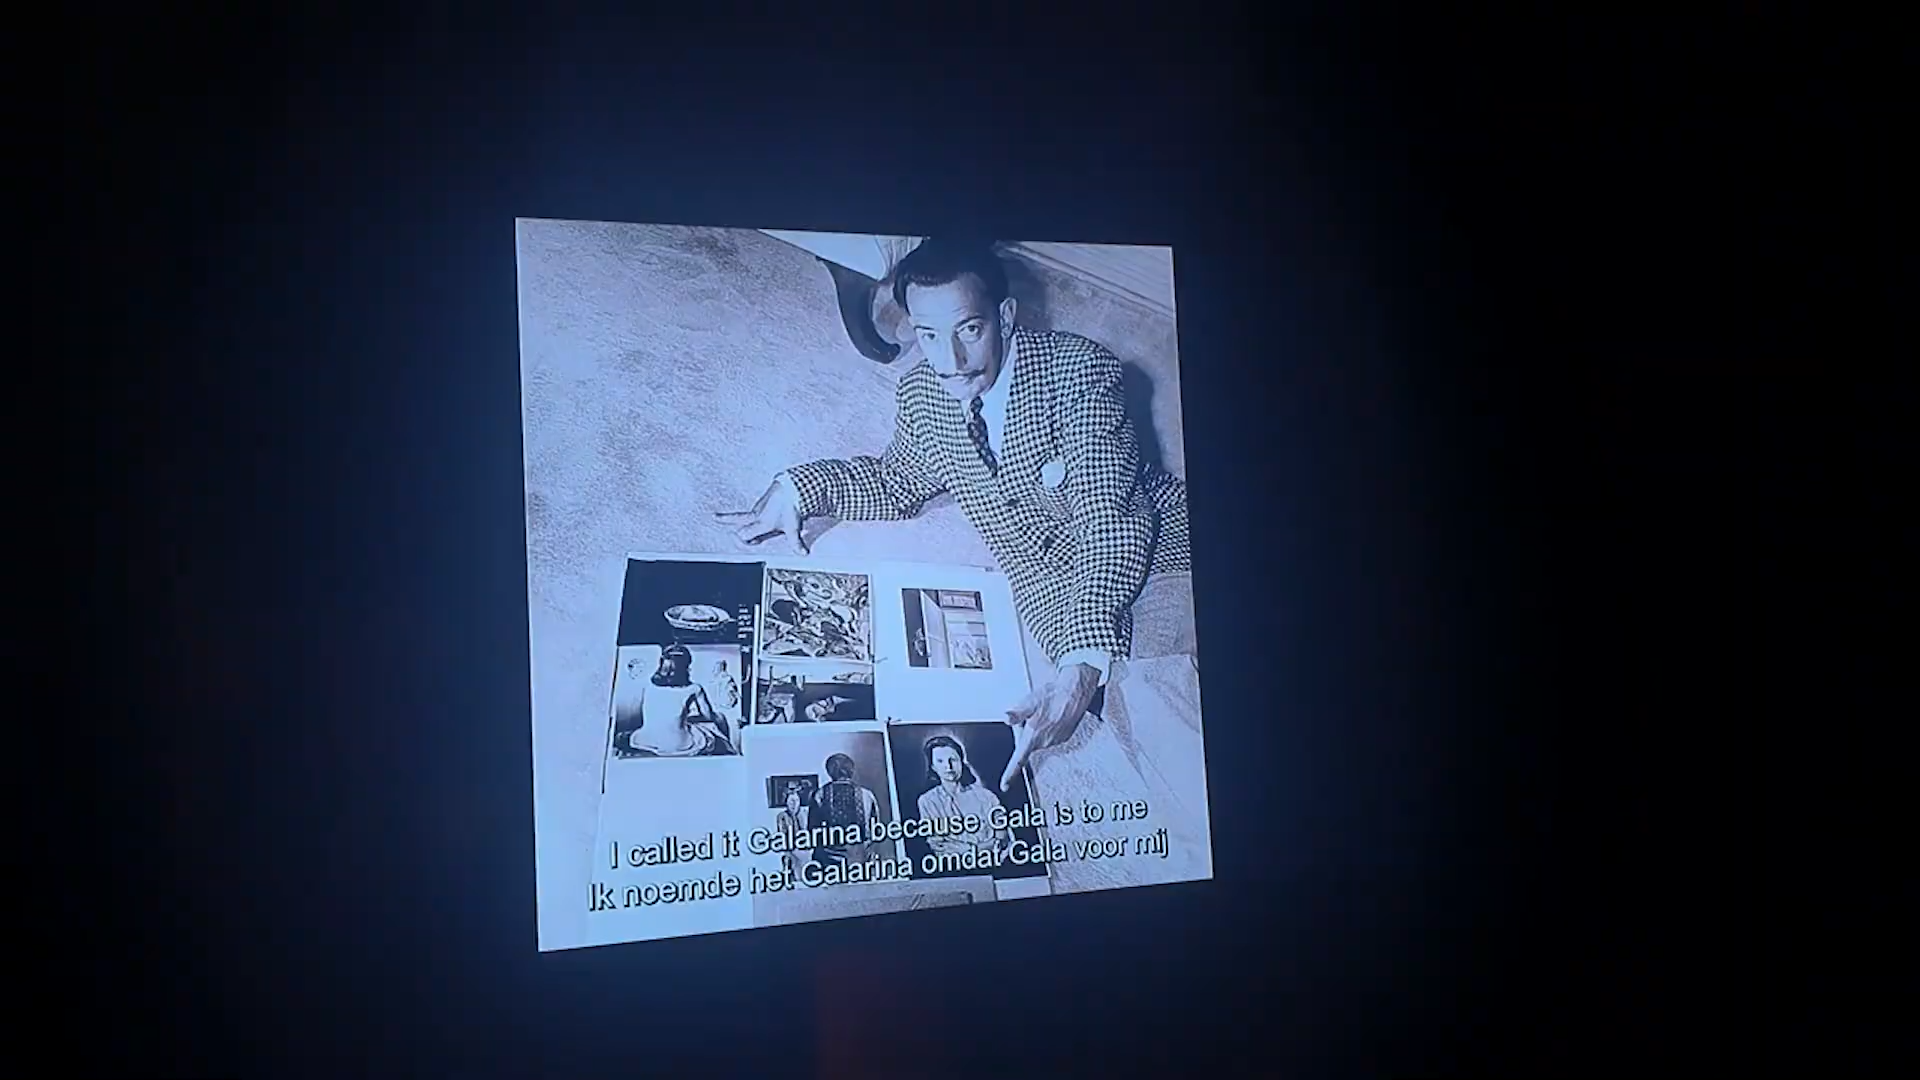 I called it Galarina because Gala is to me
Ik noemde het Galarina omdat Gala voor mij